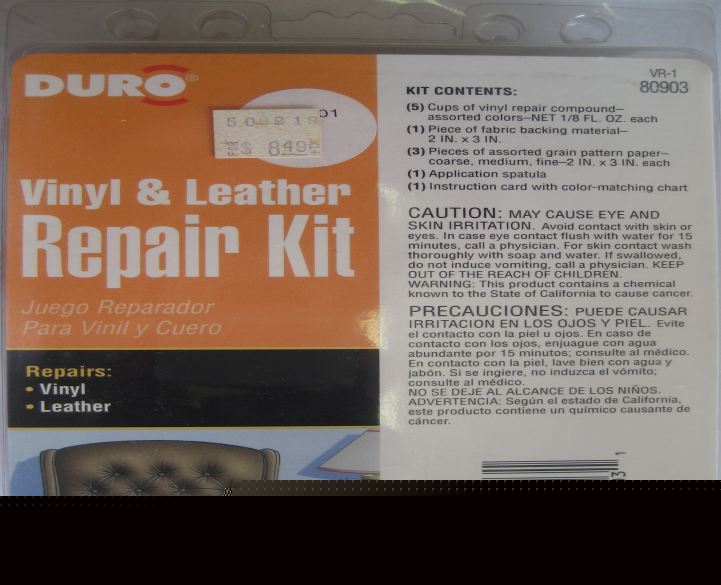 DURO®
509919
01
FOR $ 8.49
Vinyl & Leather
Repair Kit
Juego Reparador
Para Vinil y Cuero
Repairs:
• Vinyl
• Leather
VR-1
80903
KIT CONTENTS:
(5) Cups of vinyl repair compound–
assorted colors–NET 1/8 FL. OZ. each
(1) Piece of fabric backing material–
2 IN. x 3 IN.
(3) Pieces of assorted grain pattern paper–
coarse, medium, fine–2 IN. x 3 IN. each
(1) Application spatula
(1) Instruction card with color-matching chart
CAUTION: MAY CAUSE EYE AND
SKIN IRRITATION. Avoid contact with skin or
eyes. In case eye contact flush with water for 15
minutes, call a physician. For skin contact wash
thoroughly with soap and water. If swallowed,
do not induce vomiting, call a physician. KEEP
OUT OF THE REACH OF CHILDREN.
WARNING: This product contains a chemical
known to the State of California to cause cancer.
PRECAUCIONES: PUEDE CAUSAR
IRRITACION EN LOS OJOS Y PIEL. Evite
el contacto con la piel u ojos. En caso de
contacto con los ojos, enjuague con agua
abundante por 15 minutos; consulte al médico.
En contacto con la piel, lave bien con agua y
jabón. Si se ingiere, no induzca el vómito;
consulte al médico.
NO SE DEJE AL ALCANCE DE LOS NIÑOS.
ADVERTENCIA: Según el estado de California,
este producto contiene un químico causante de
cáncer.